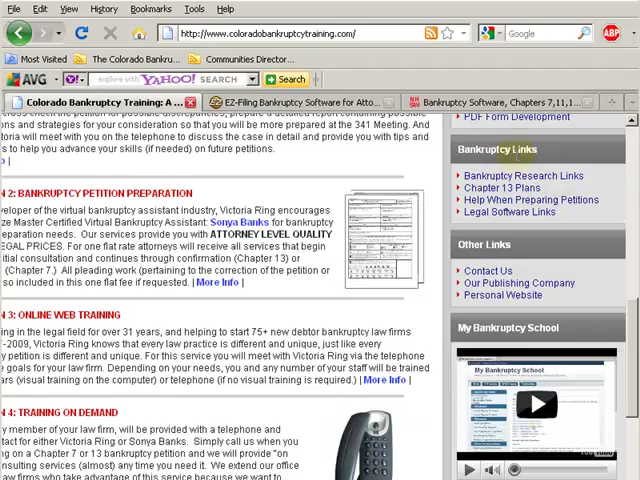 File Edit View History Bookmarks Tools Help
http://www.coloradobankruptcytraining.com/
Google
ABP
Most Visited The Colorado Bankru... Communities Director...
AVG explore with YAHOO! SEARCH Search
Colorado Bankruptcy Training: A ... EZ-Filing Bankruptcy Software for Atto... Bankruptcy Software, Chapters 7,11,1...
ons and strategies for your consideration so that you will be more prepared at the 341 Meeting. And
toria will meet with you on the telephone to discuss the case in detail and provide you with tips and
s to help you advance your skills (if needed) on future petitions.
o |
N 2: BANKRUPTCY PETITION PREPARATION
veloper of the virtual bankruptcy assistant industry, Victoria Ring encourages
ze Master Certified Virtual Bankruptcy Assistant: Sonya Banks for
eparation needs. Our services provide you with ATTORNEY LEVEL QUALITY
EGAL PRICES. For one flat rate attorneys will receive all services that begin
initial consultation and continues through confirmation (Chapter 13) or
(Chapter 7.) All pleading work (pertaining to the correction of the petition or
so included in this one flat fee if requested. | More Info |
N 3: ONLINE WEB TRAINING
ing in the legal field for over 31 years, and helping to start 75+ new debtor bankruptcy law firms
7-2009, Victoria Ring knows that every law practice is different and unique, just like every
y petition is different and unique. For this service you will meet with Victoria Ring via the telephone
e goals for your law firm. Depending on your needs, you and any number of your staff will be trained
ars (visual training on the computer) or telephone (if no visual training is required.) | More Info |
N 4: TRAINING ON DEMAND
y member of your law firm, will be provided with a telephone and
tact for either Victoria Ring or Sonya Banks. Simply call us when you
ng on a Chapter 7 or 13 bankruptcy petition and we will provide "on
nsulting services (almost) any time you need it. We extend our office
w firms who take advantage of this service because we want to
PDF Form Development
Bankruptcy Links
Bankruptcy Research Links
Chapter 13 Plans
Help When Preparing Petitions
Legal Software Links
Other Links
Contact Us
Our Publishing Company
Personal Website
My Bankruptcy School
My Bankruptcy School